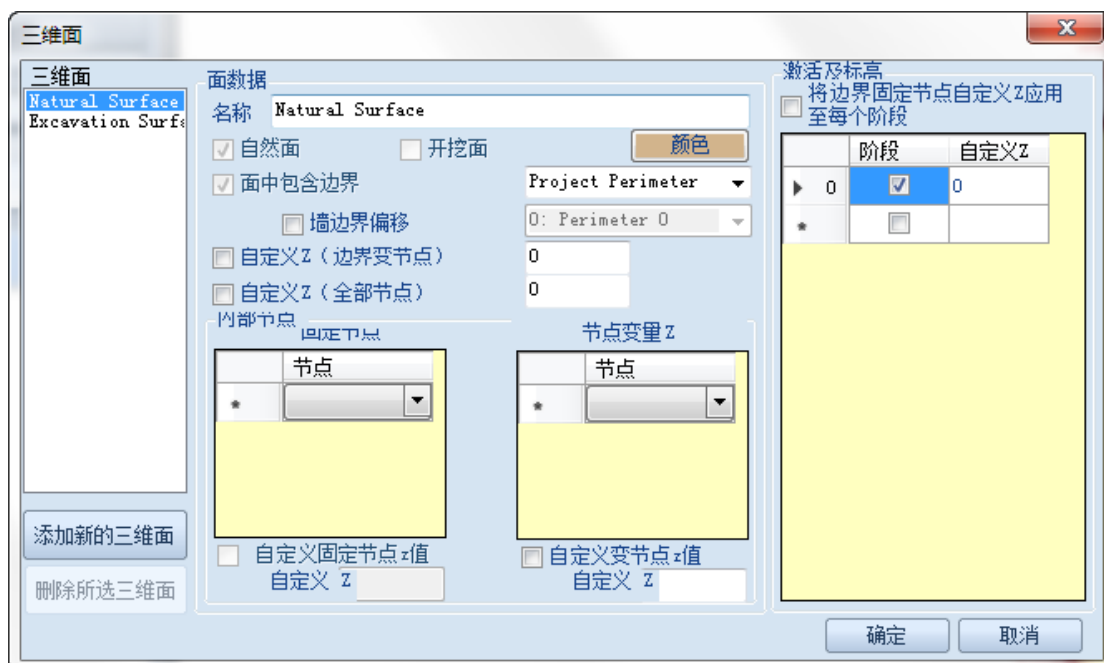 三维面
X
三维面
Natural Surface
Excavation Surfa
添加新的三维面
删除所选三维面
面数据
名称 Natural Surface
自然面 开挖面 颜色
面中包含边界 Project Perimeter
墙边界偏移 0: Perimeter 0
自定义Z（边界变节点） 0
自定义Z（全部节点） 0
内部节点
固定节点 节点变量Z
节点 节点
* *
自定义固定节点z值 自定义变节点z值
自定义 Z 自定义 Z
激活及标高
将边界固定节点自定义Z应用
至每个阶段
阶段 自定义Z
0 0
*
确定 取消